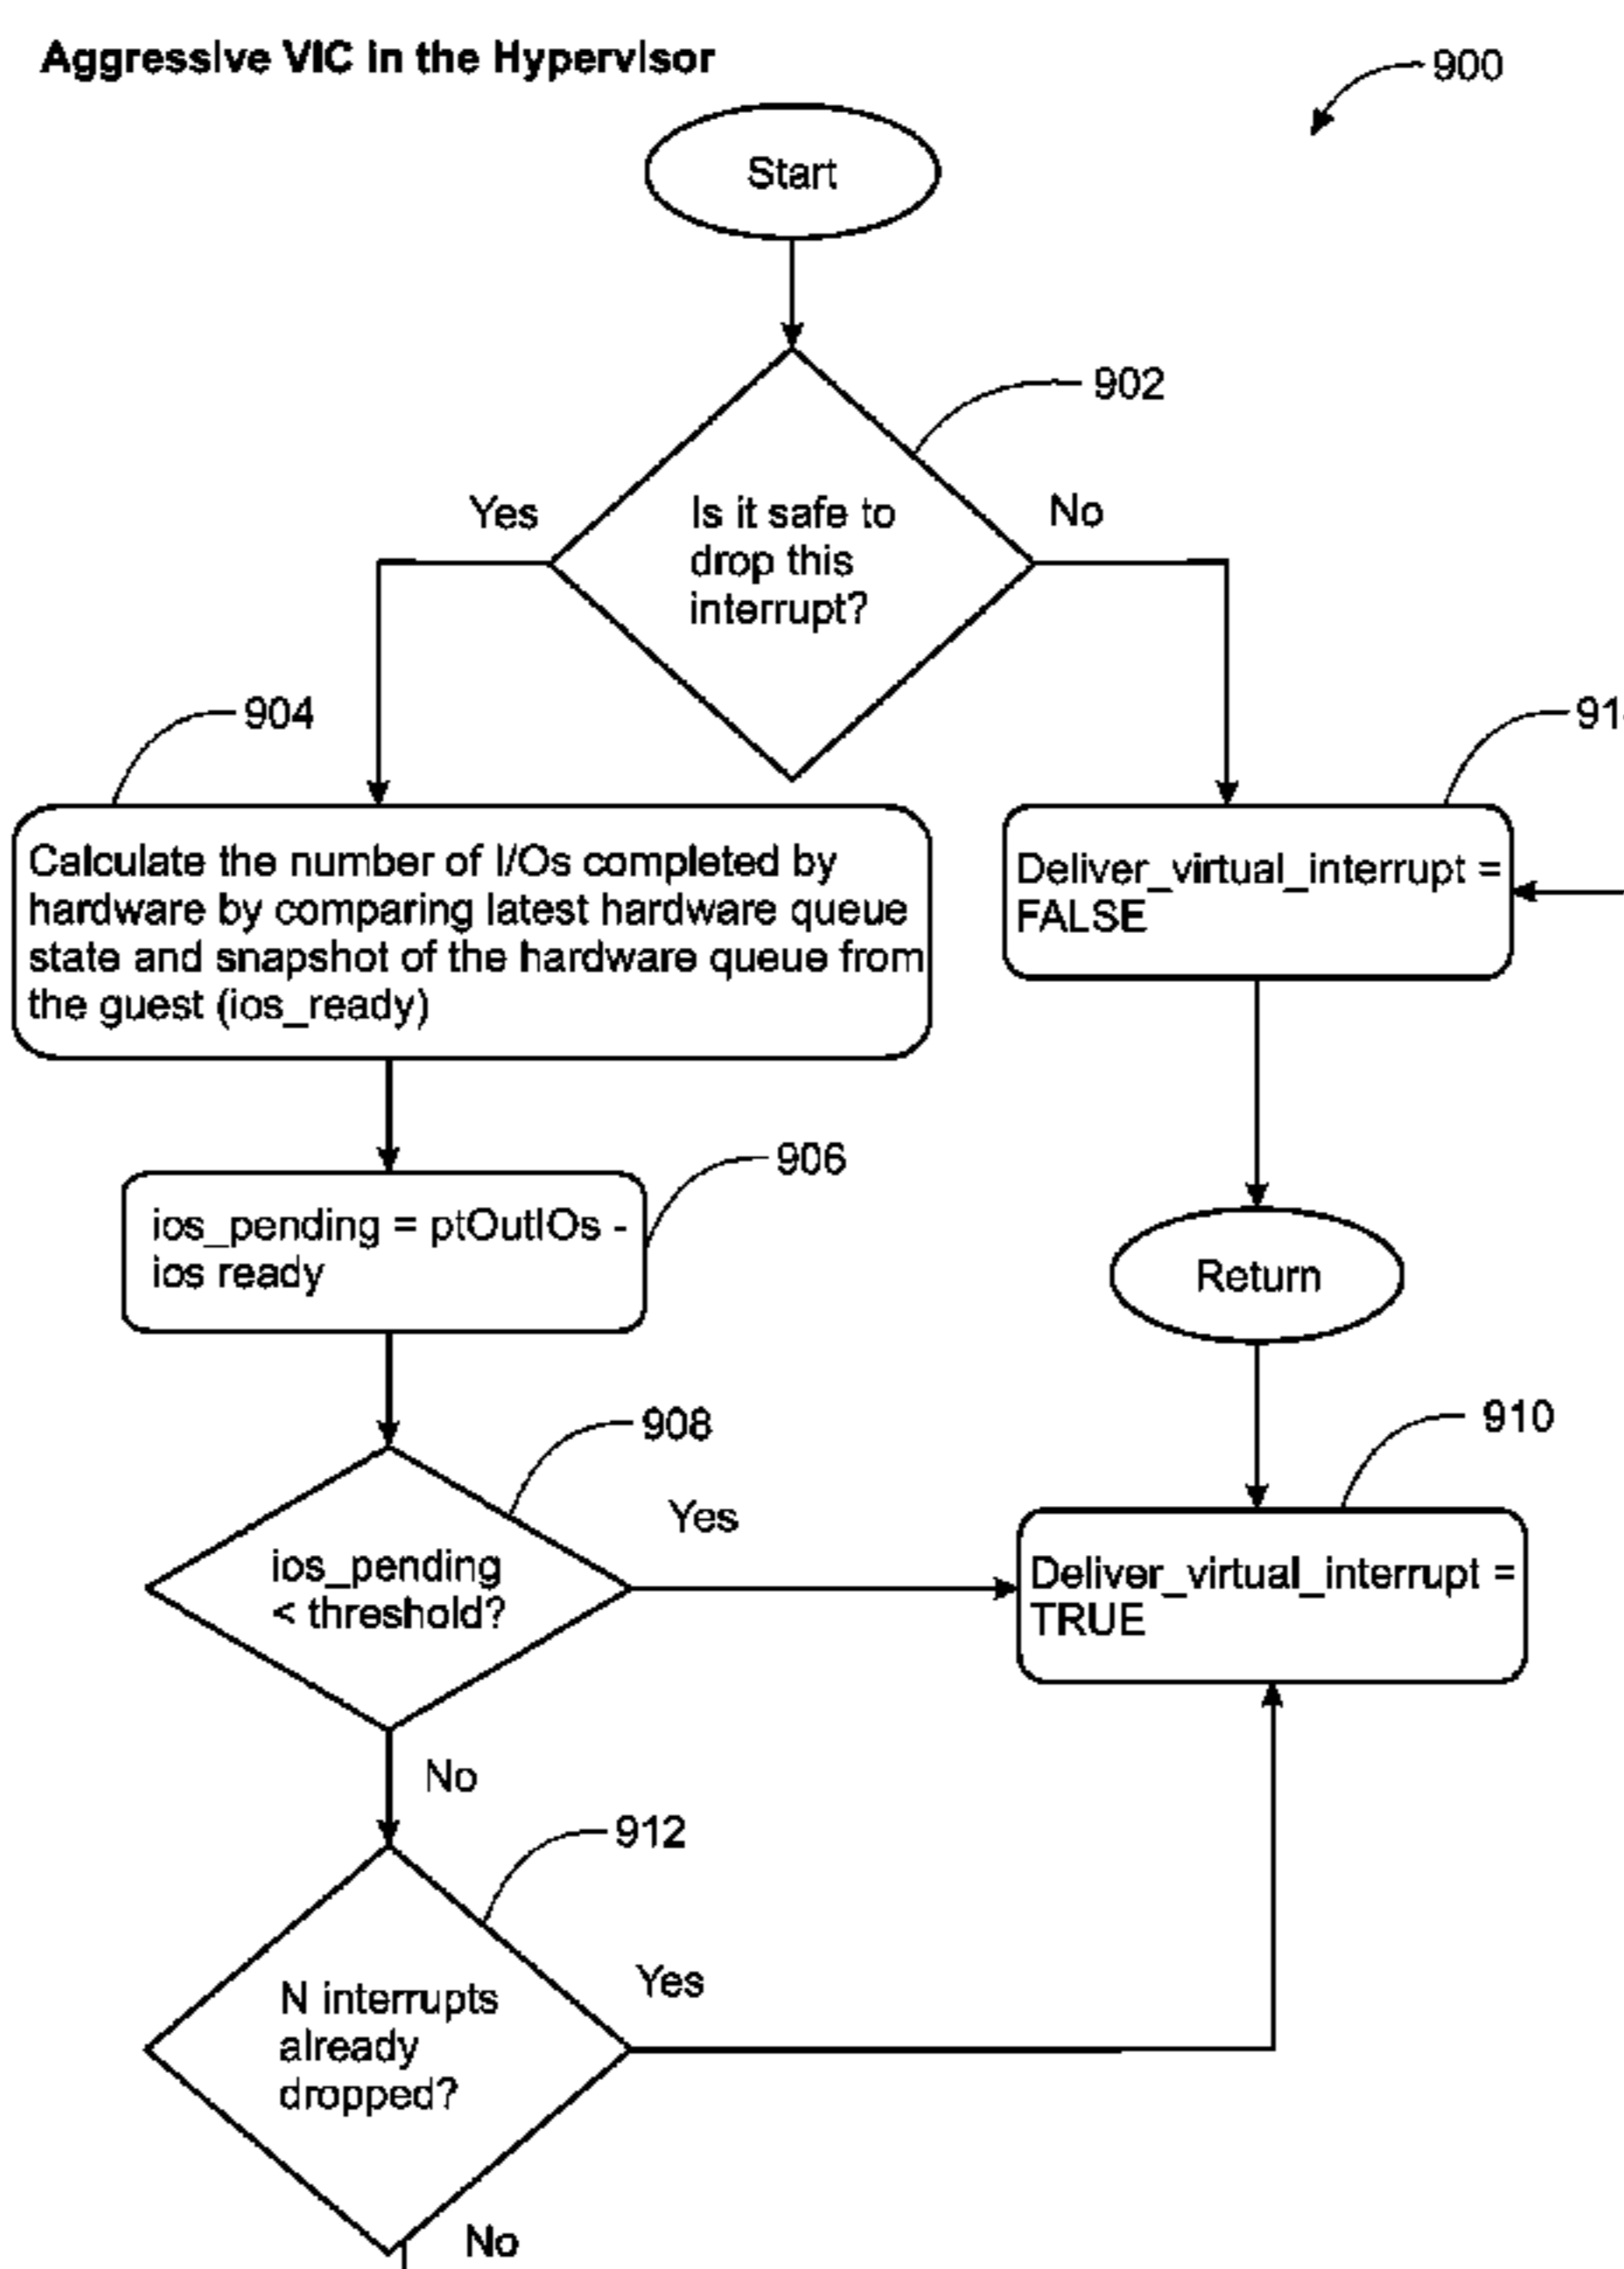 Aggressive VIC in the Hypervisor
900
Start
902
Yes
Is it safe to
drop this
interrupt?
No
904
Calculate the number of I/Os completed by
hardware by comparing latest hardware queue
state and snapshot of the hardware queue from
the guest (ios_ready)
Deliver_virtual_interrupt =
FALSE
906
ios_pending = ptOutIOs -
ios ready
Return
908
910
Yes
ios_pending
< threshold?
Deliver_virtual_interrupt =
TRUE
No
912
Yes
N interrupts
already
dropped?
No